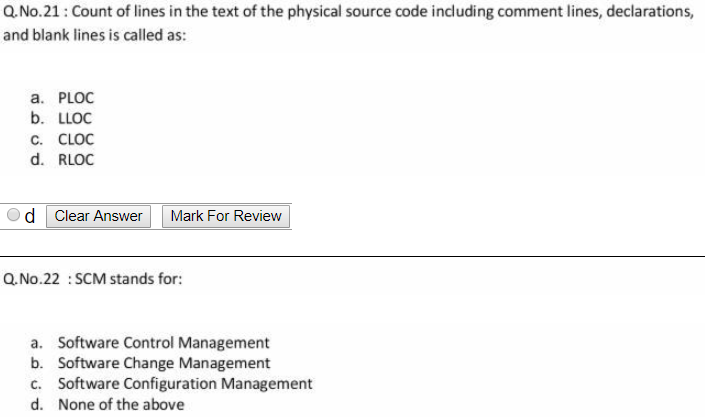 Q.No.21 : Count of lines in the text of the physical source code including comment lines, declarations,
and blank lines is called as:
a. PLOC
b. LLOC
c. CLOC
d. RLOC
d Clear Answer Mark For Review
Q.No.22 : SCM stands for:
a. Software Control Management
b. Software Change Management
c. Software Configuration Management
d. None of the above